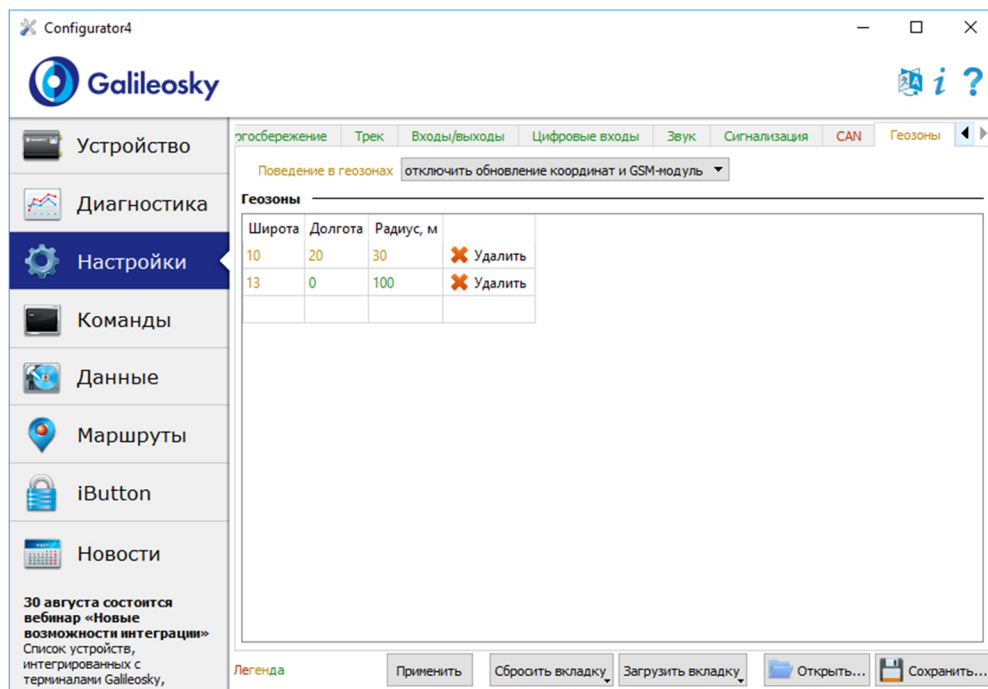 Configurator4
Galileosky
Устройство
Диагностика
Настройки
Команды
Данные
Маршруты
iButton
Новости
30 августа состоится
вебинар «Новые
возможности интеграции»
Список устройств,
интегрированных с
терминалами Galileosky,
ргосбережение Трек Входы/выходы Цифровые входы Звук Сигнализация CAN Геозоны
Поведение в геозонах отключить обновление координат и GSM-модуль
Геозоны
Широта Долгота Радиус, м
10 20 30 Удалить
13 0 100 Удалить
Легенда Применить Сбросить вкладку Загрузить вкладку Открыть... Сохранить...